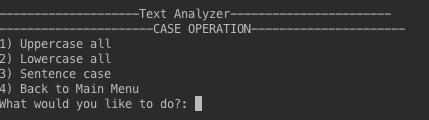 --------------------Text Analyzer-----------------------
----------------------CASE OPERATION----------------------
1) Uppercase all
2) Lowercase all
3) Sentence case
4) Back to Main Menu
What would you like to do?: